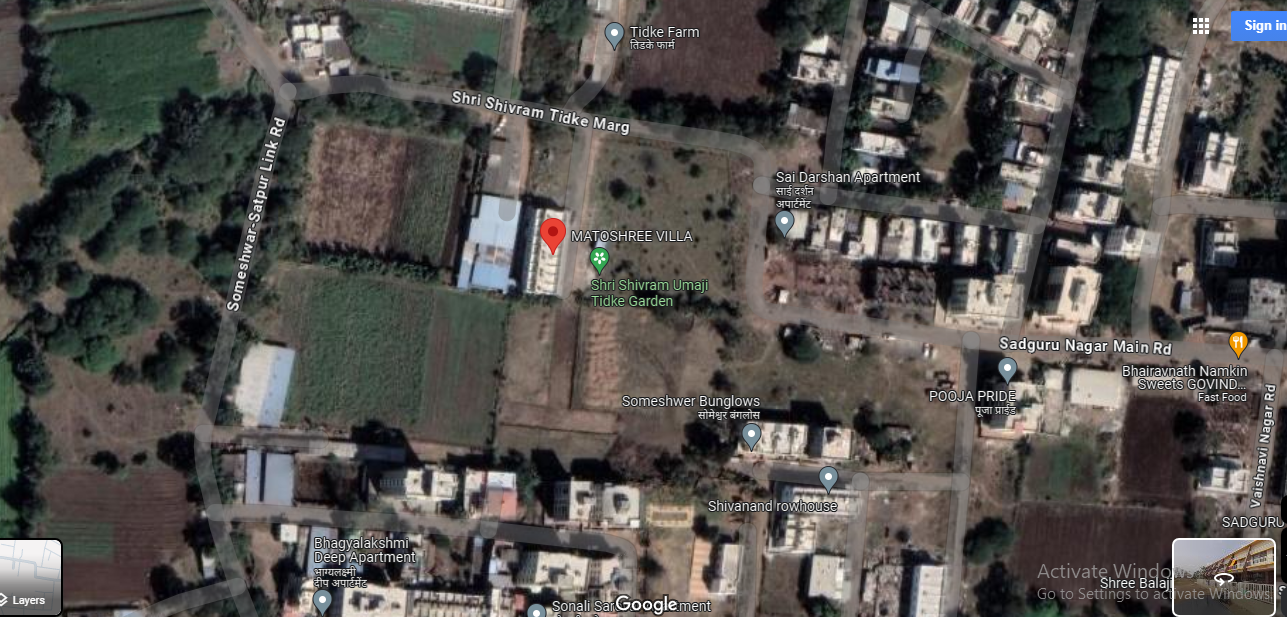 Sign in
Tidke Farm
तिडके फार्म
Shri Shivram Tidke Marg
Someshwar-Satpur Link Rd
Sai Darshan Apartment
साई दर्शन
अपार्टमेंट
MATOSHREE VILLA
Shri Shivram Umaji
Tidke Garden
Sadguru Nagar Main Rd
Bhairavnath Namkin
Sweets GOVIND...
Fast Food
POOJA PRIDE
पूजा प्राईड
Someshwer Bunglows
सोमेश्वर बंगलोस
Vaishnavi Nagar Rd
Shivanand rowhouse
SADGURU
Bhagyalakshmi
Deep Apartment
भाग्यलक्ष्मी
दीप अपार्टमेंट
Activate Windows
Shree Balaj
Go to Settings to activate Windows.
Layers
Google